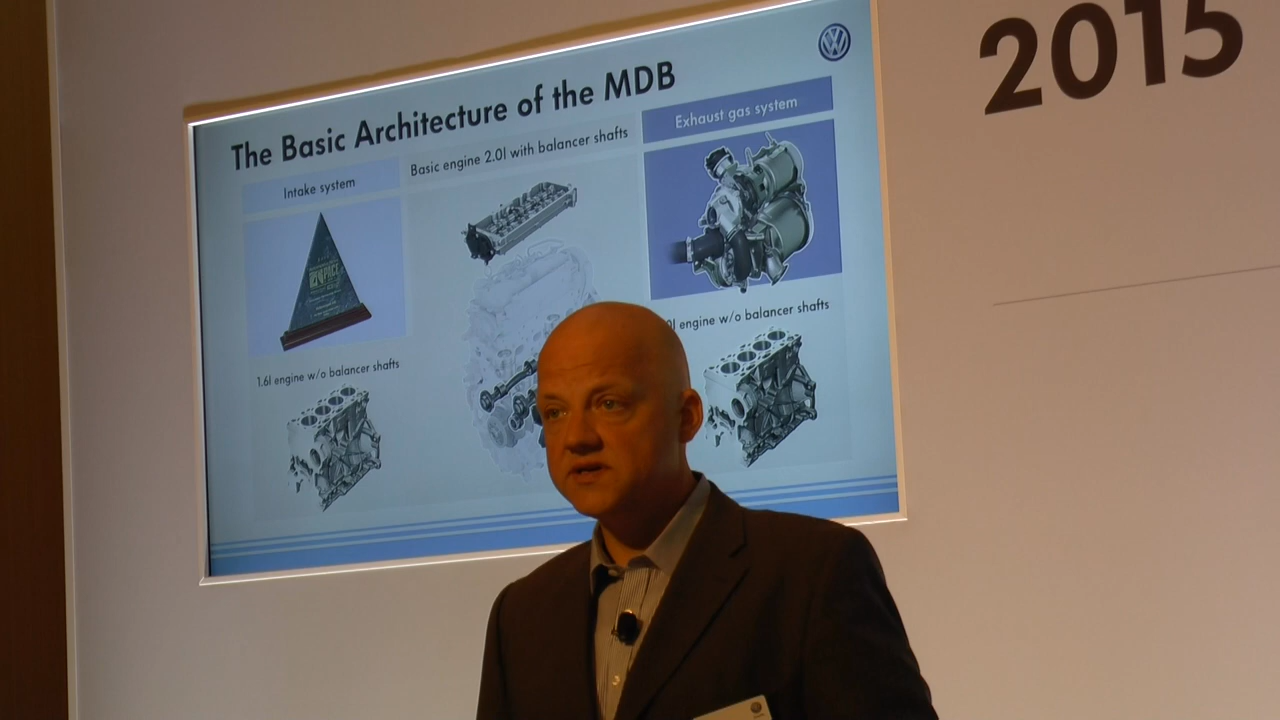 2015
The Basic Architecture of the MDB
Intake system
Basic engine 2.0l with balancer shafts
Exhaust gas system
PACE
1.6l engine w/o balancer shafts
engine w/o balancer shafts